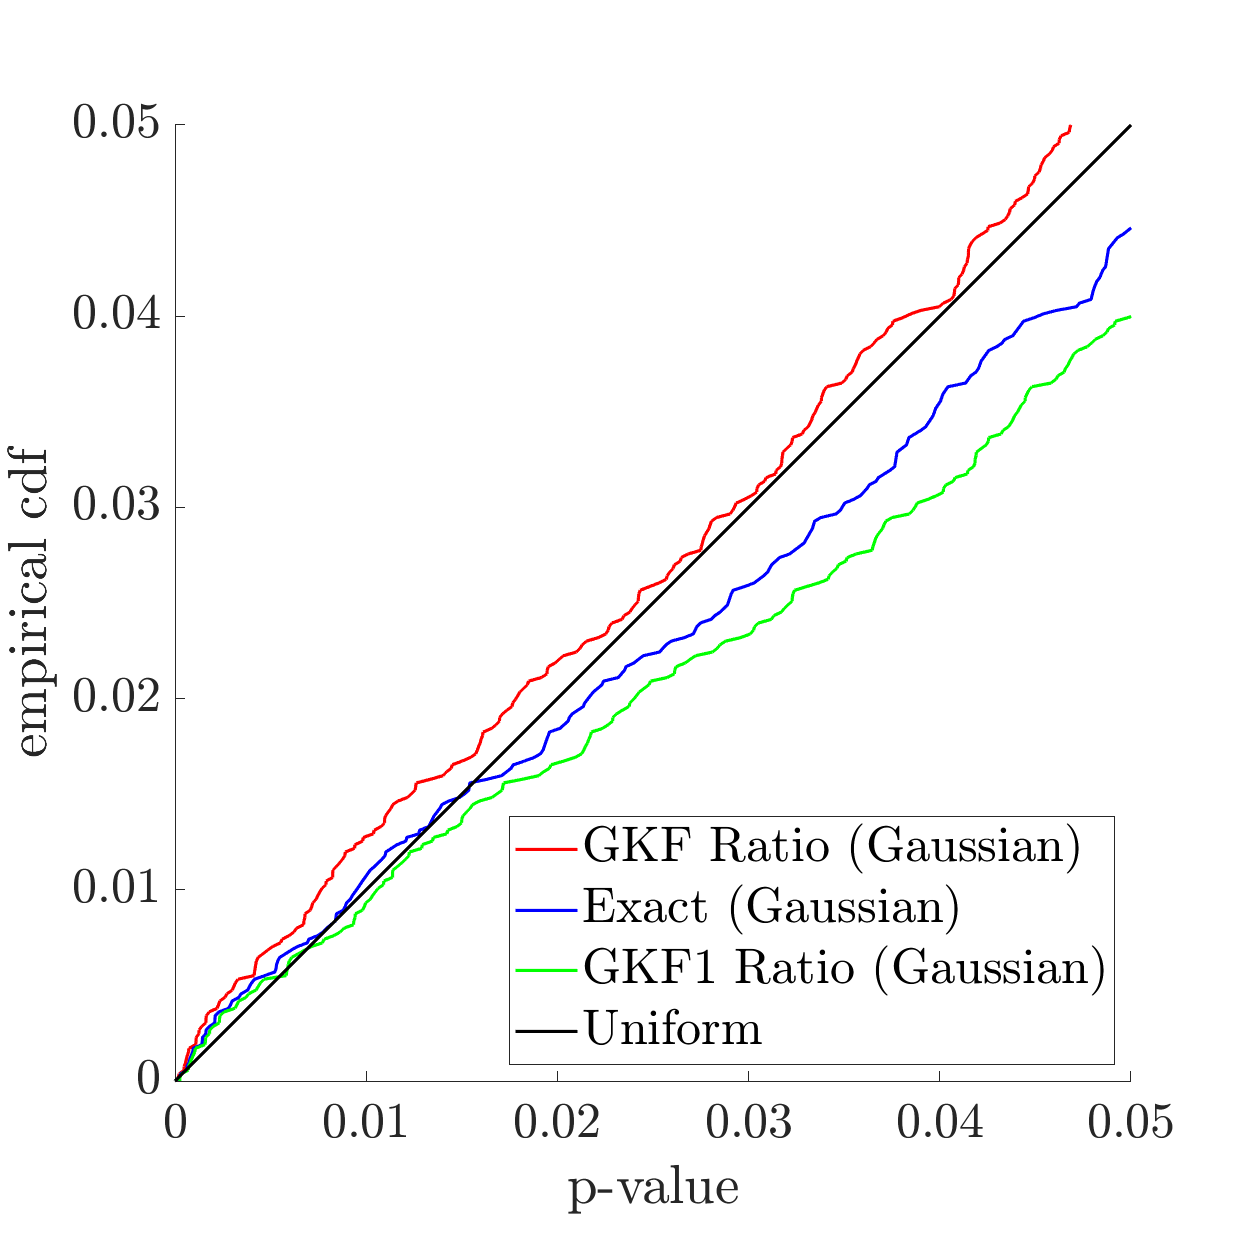 0.05
0.04
0.03
0.02
0.01
0
empirical cdf
GKF Ratio (Gaussian)
Exact (Gaussian)
GKF1 Ratio (Gaussian)
Uniform
0 0.01 0.02 0.03 0.04 0.05
p-value